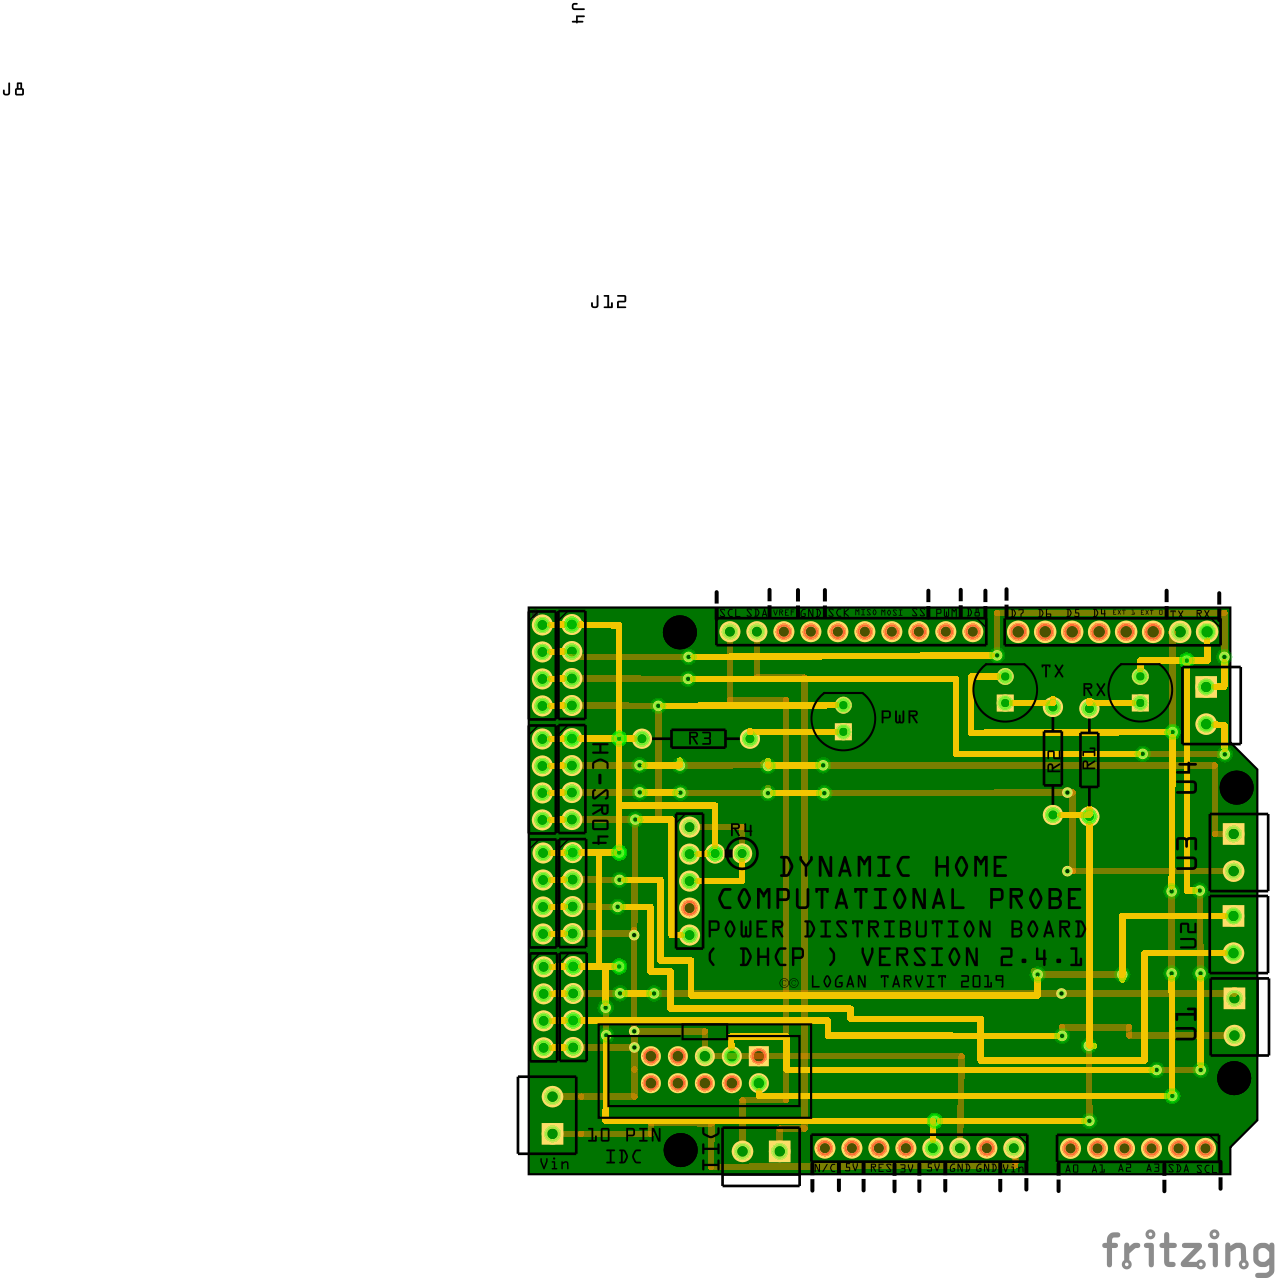 J4
J8
J12
SCL SDA VREF GND SCK MISO MOSI SS PWM D8
D7 D6 D5 D4 EXT S EXT G TX RX
TX
RX
PWR
R3
R2
R1
U4
HC-SR04
R4
U3
DYNAMIC HOME
COMPUTATIONAL PROBE
POWER DISTRIBUTION BOARD
( DHCP ) VERSION 2.4.1
©© LOGAN TARVIT 2019
U2
U1
10 PIN
IDC
IIC
Vin
N/C 5V RES 3V 5V GND GND Vin
A0 A1 A2 A3 SDA SCL
fritzing